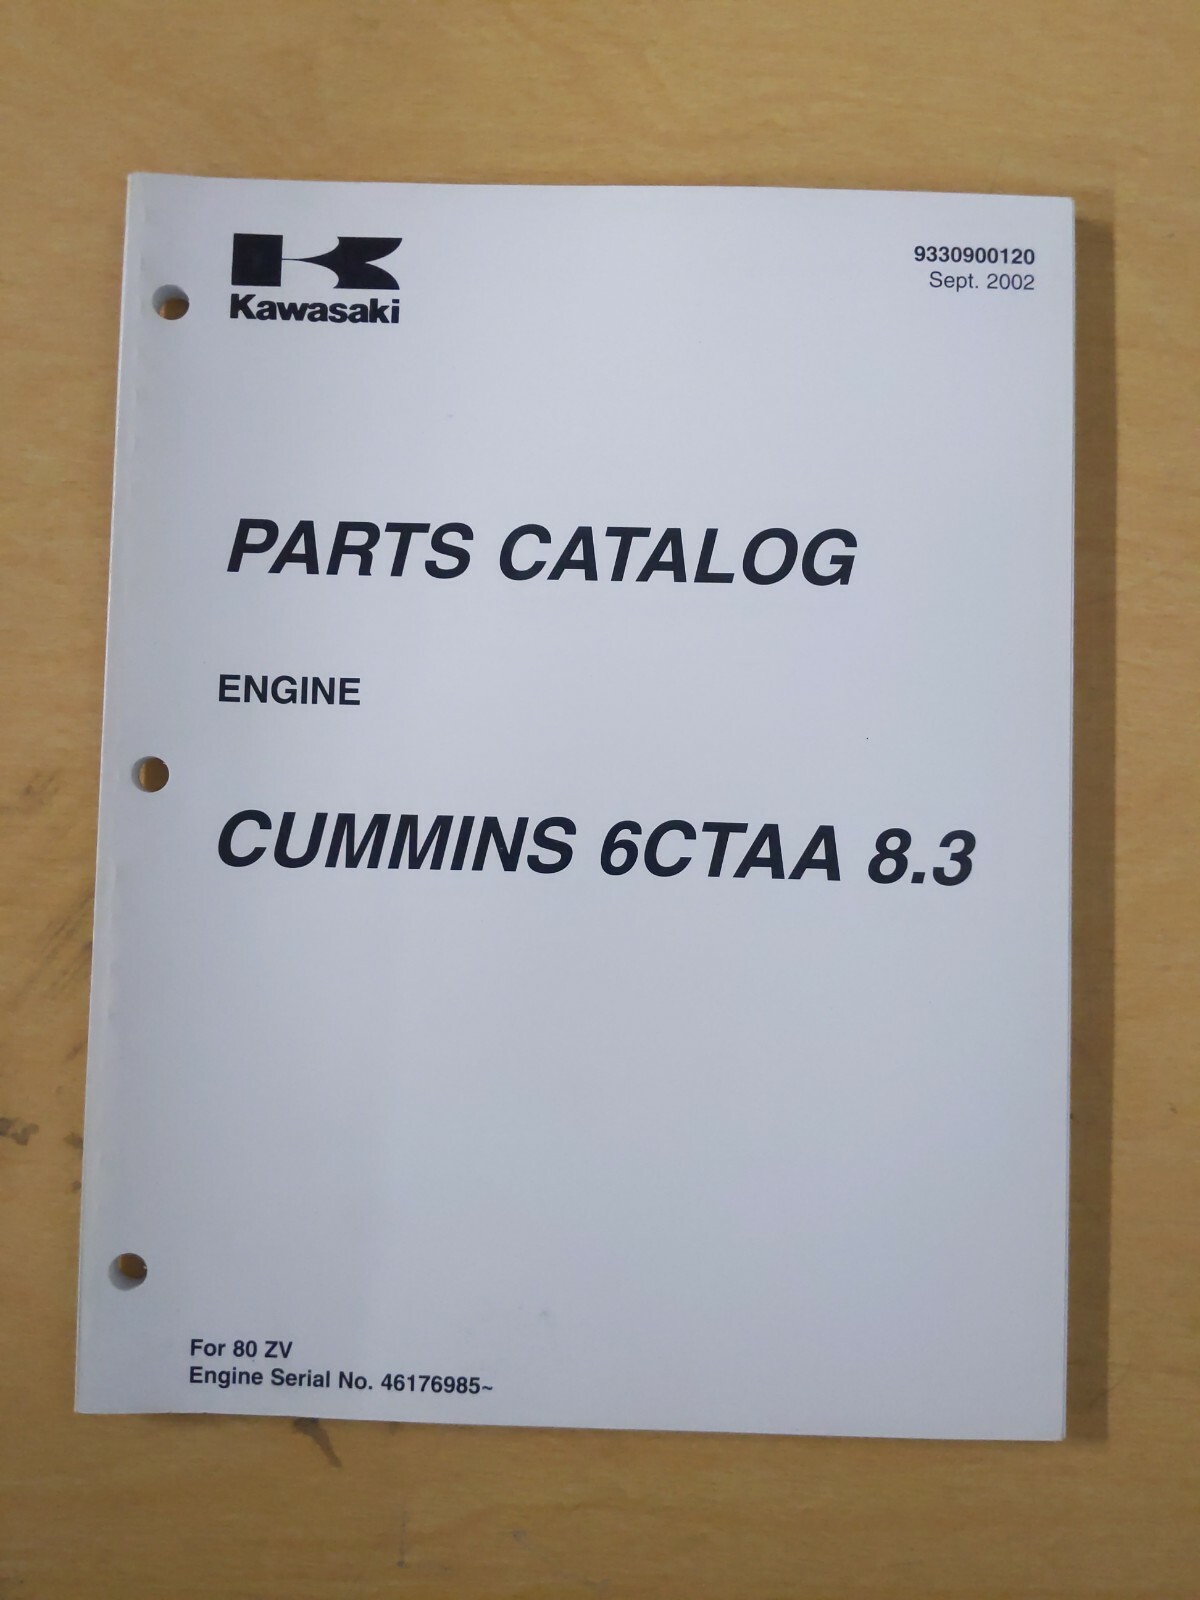 Kawasaki
9330900120
Sept. 2002
PARTS CATALOG
ENGINE
CUMMINS 6CTAA 8.3
For 80 ZV
Engine Serial No. 46176985~